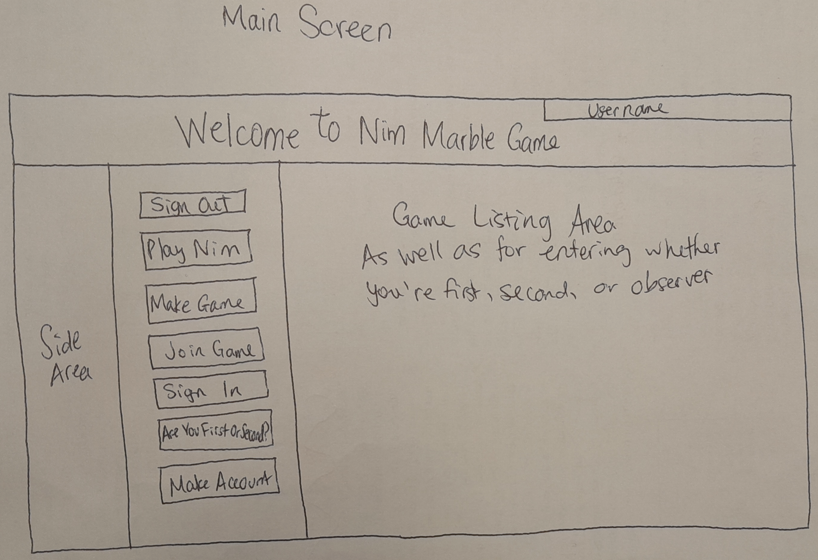 Main Screen
Username
Welcome to Nim Marble Game
Sign Out
Play Nim
Make Game
Join Game
Sign In
Are You First Or Second?
Make Account
Side
Area
Game Listing Area
As well as for entering whether
you're first, second, or observer